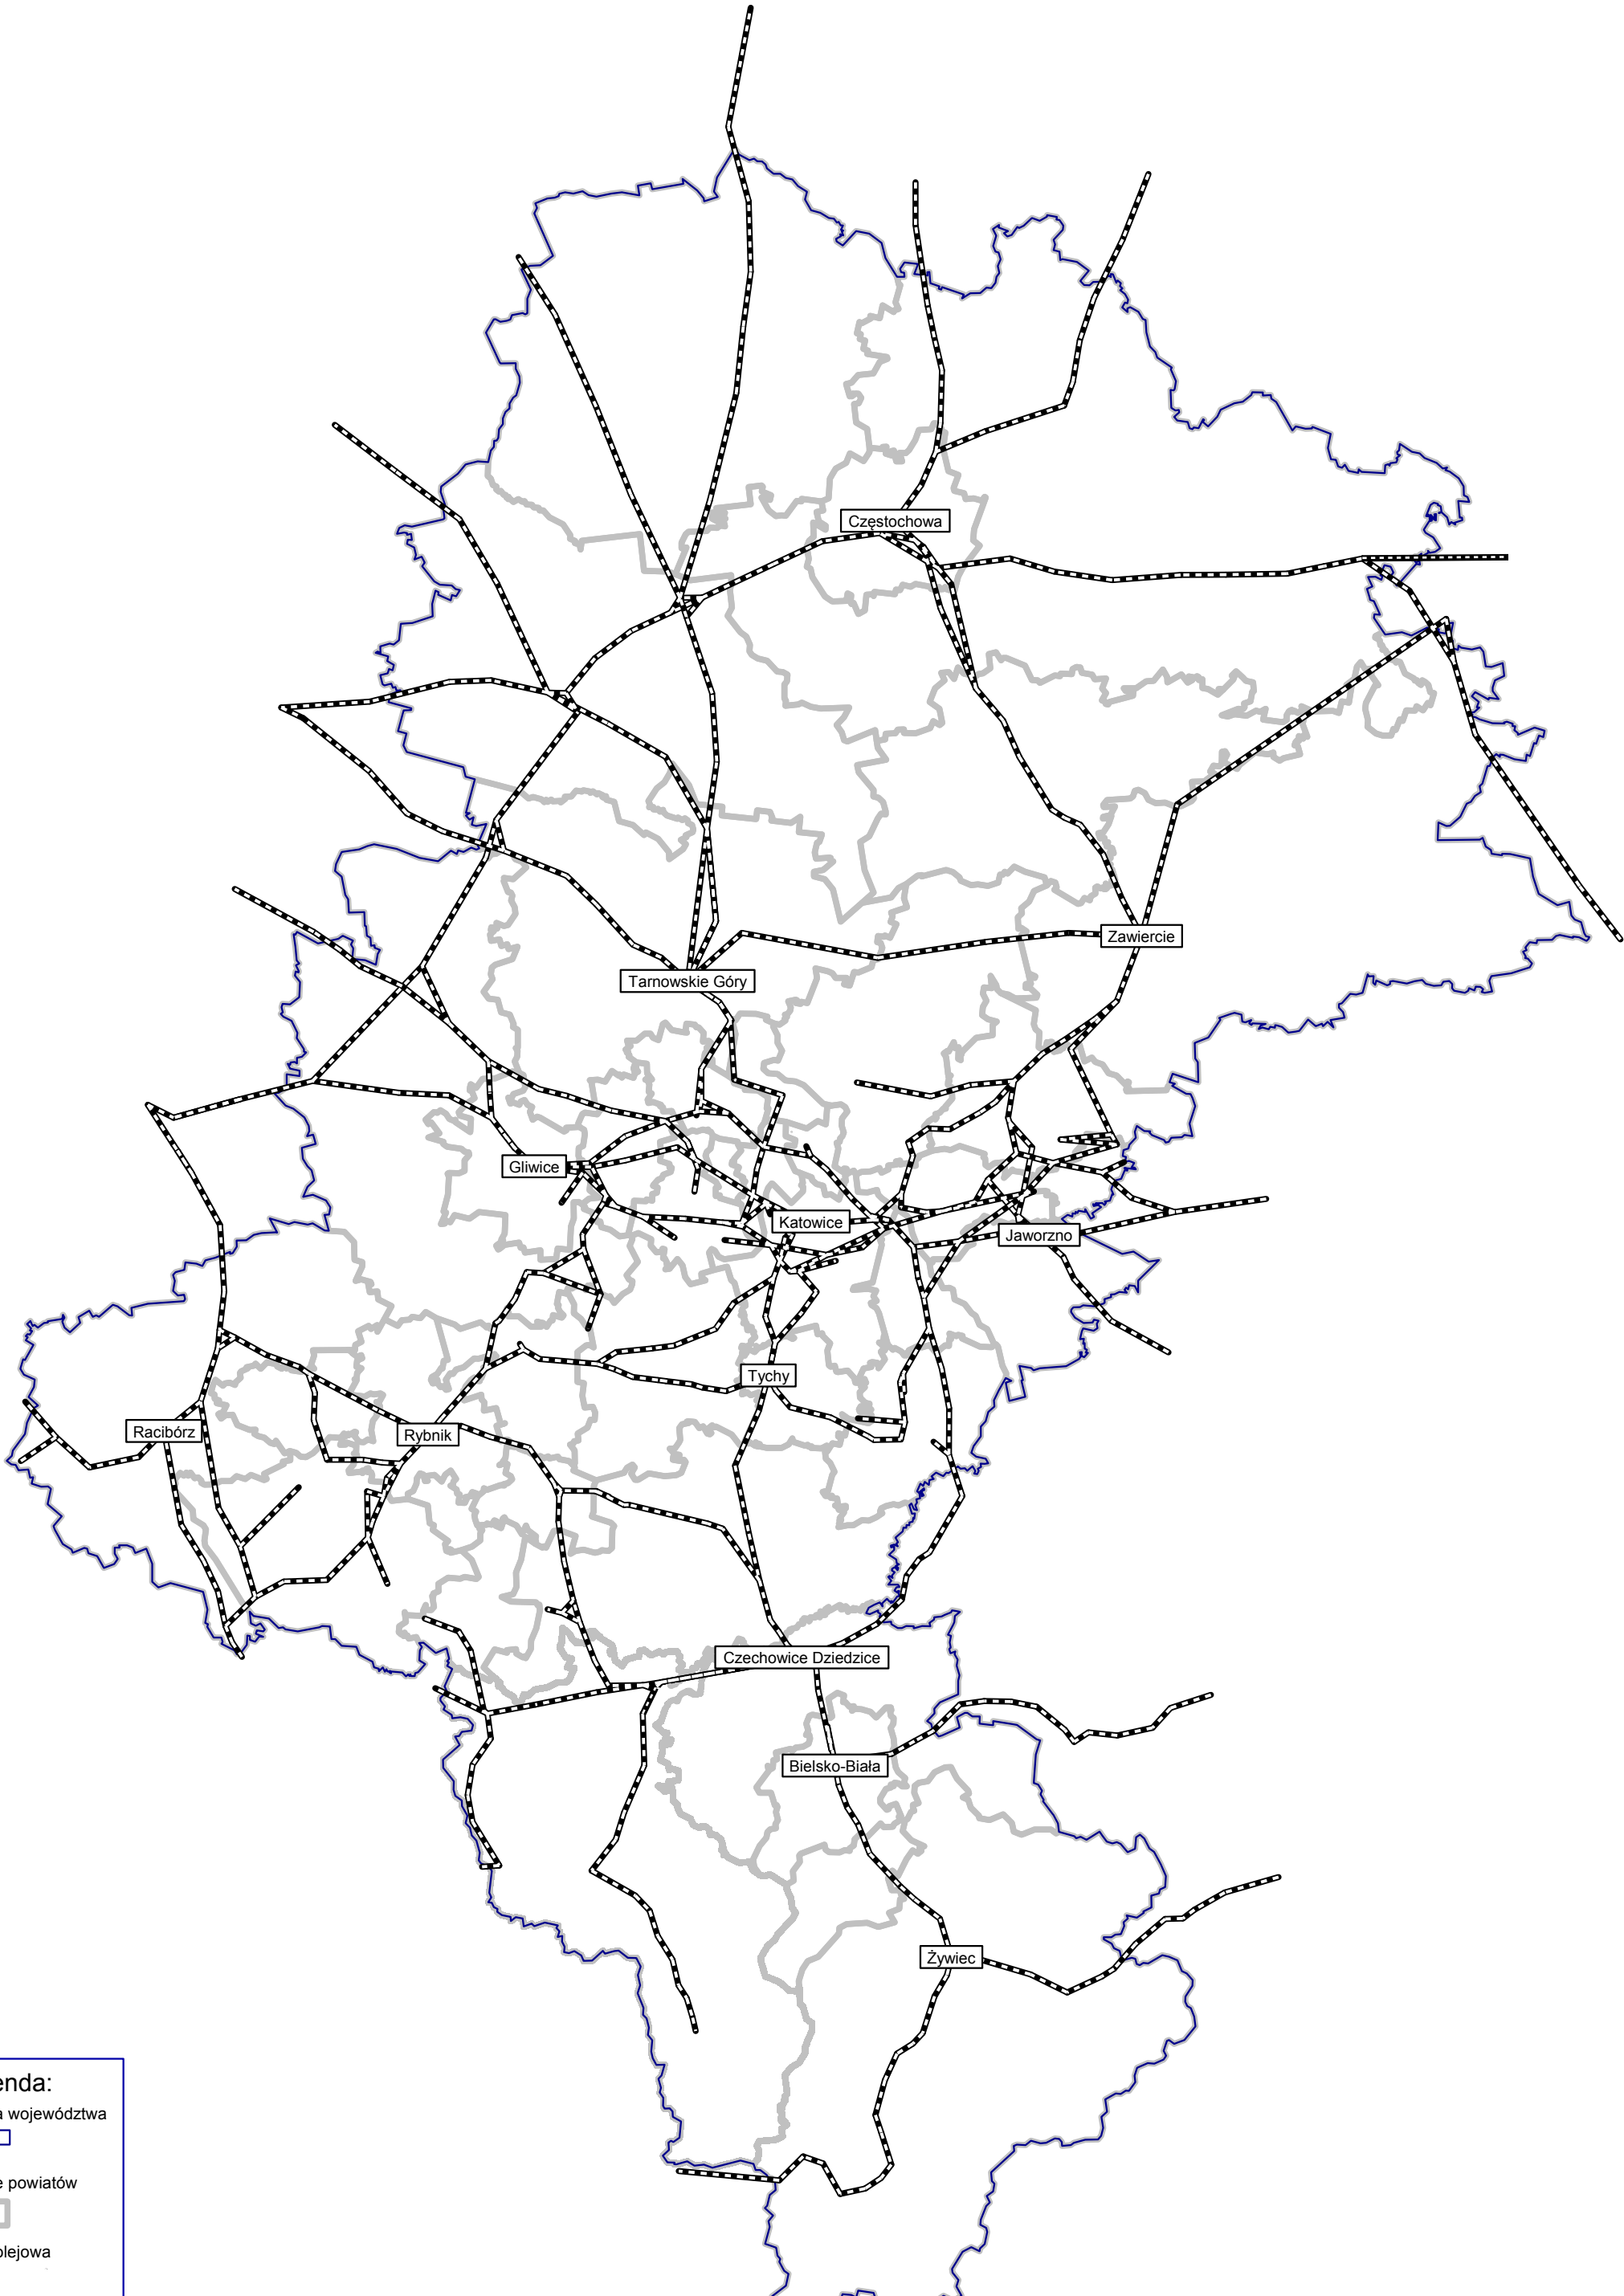 Częstochowa
Zawiercie
Tarnowskie Góry
Gliwice
Katowice
Jaworzno
Tychy
Racibórz
Rybnik
Czechowice Dziedzice
Bielsko-Biała
Żywiec
enda:
a województwa
e powiatów
olejowa